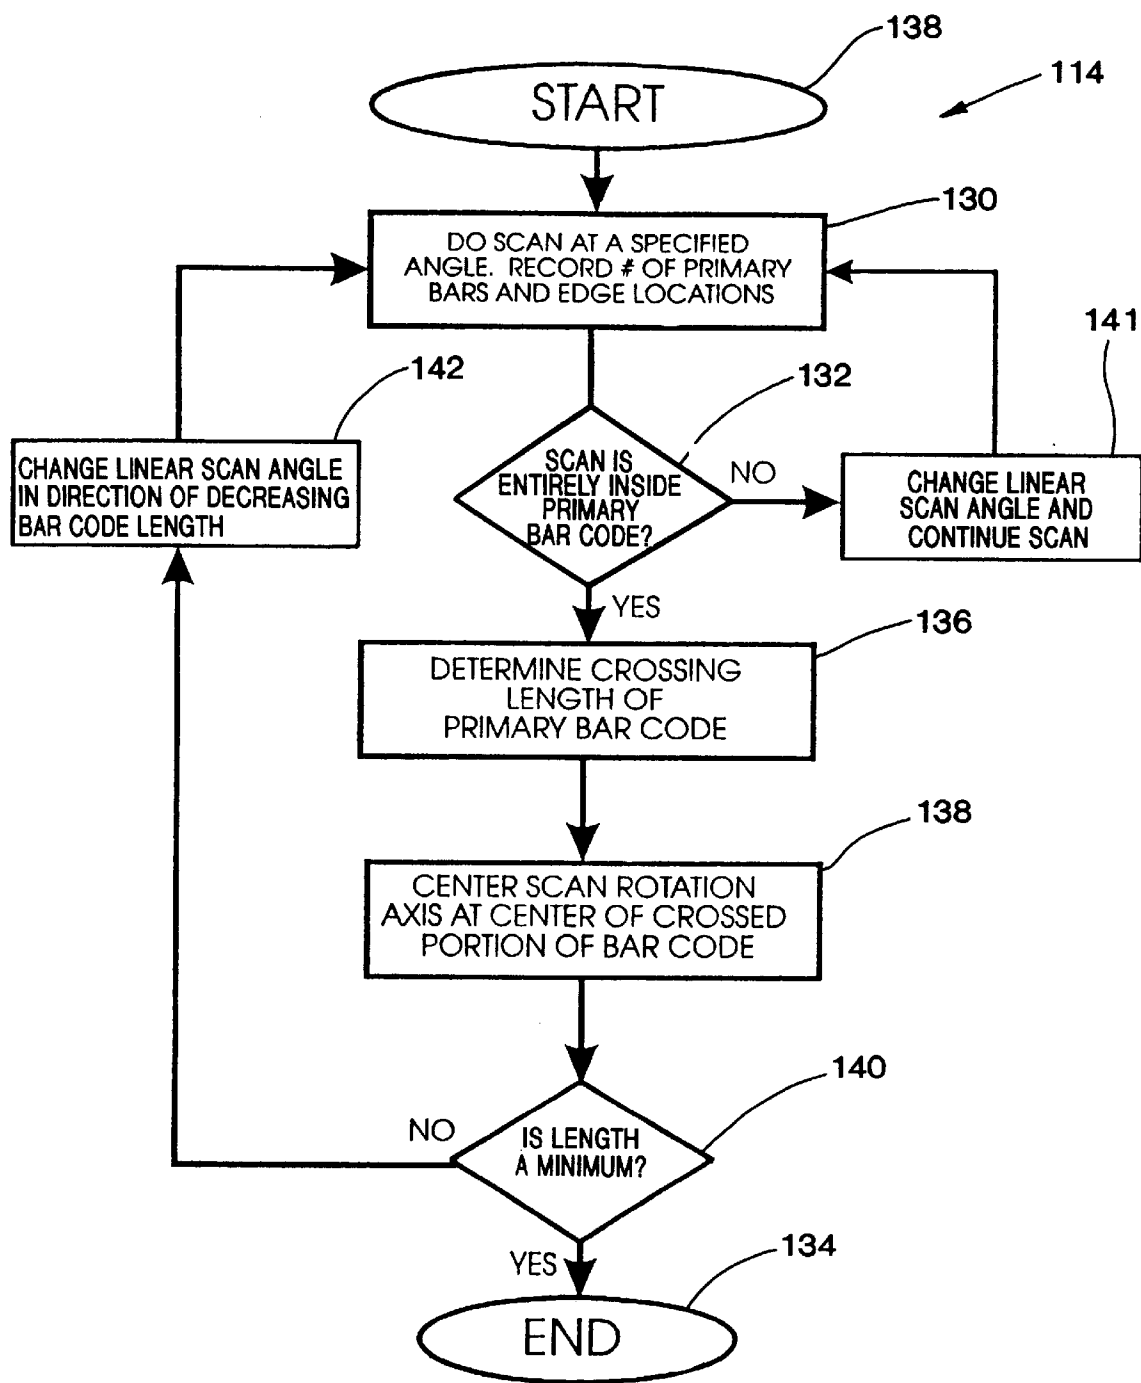 138
START
114
130
DO SCAN AT A SPECIFIED
ANGLE. RECORD # OF PRIMARY
BARS AND EDGE LOCATIONS
141
142
132
CHANGE LINEAR SCAN ANGLE
IN DIRECTION OF DECREASING
BAR CODE LENGTH
SCAN IS
ENTIRELY INSIDE
PRIMARY
BAR CODE?
NO
CHANGE LINEAR
SCAN ANGLE AND
CONTINUE SCAN
YES
136
DETERMINE CROSSING
LENGTH OF
PRIMARY BAR CODE
138
CENTER SCAN ROTATION
AXIS AT CENTER OF CROSSED
PORTION OF BAR CODE
140
NO
IS LENGTH
A MINIMUM?
YES
134
END